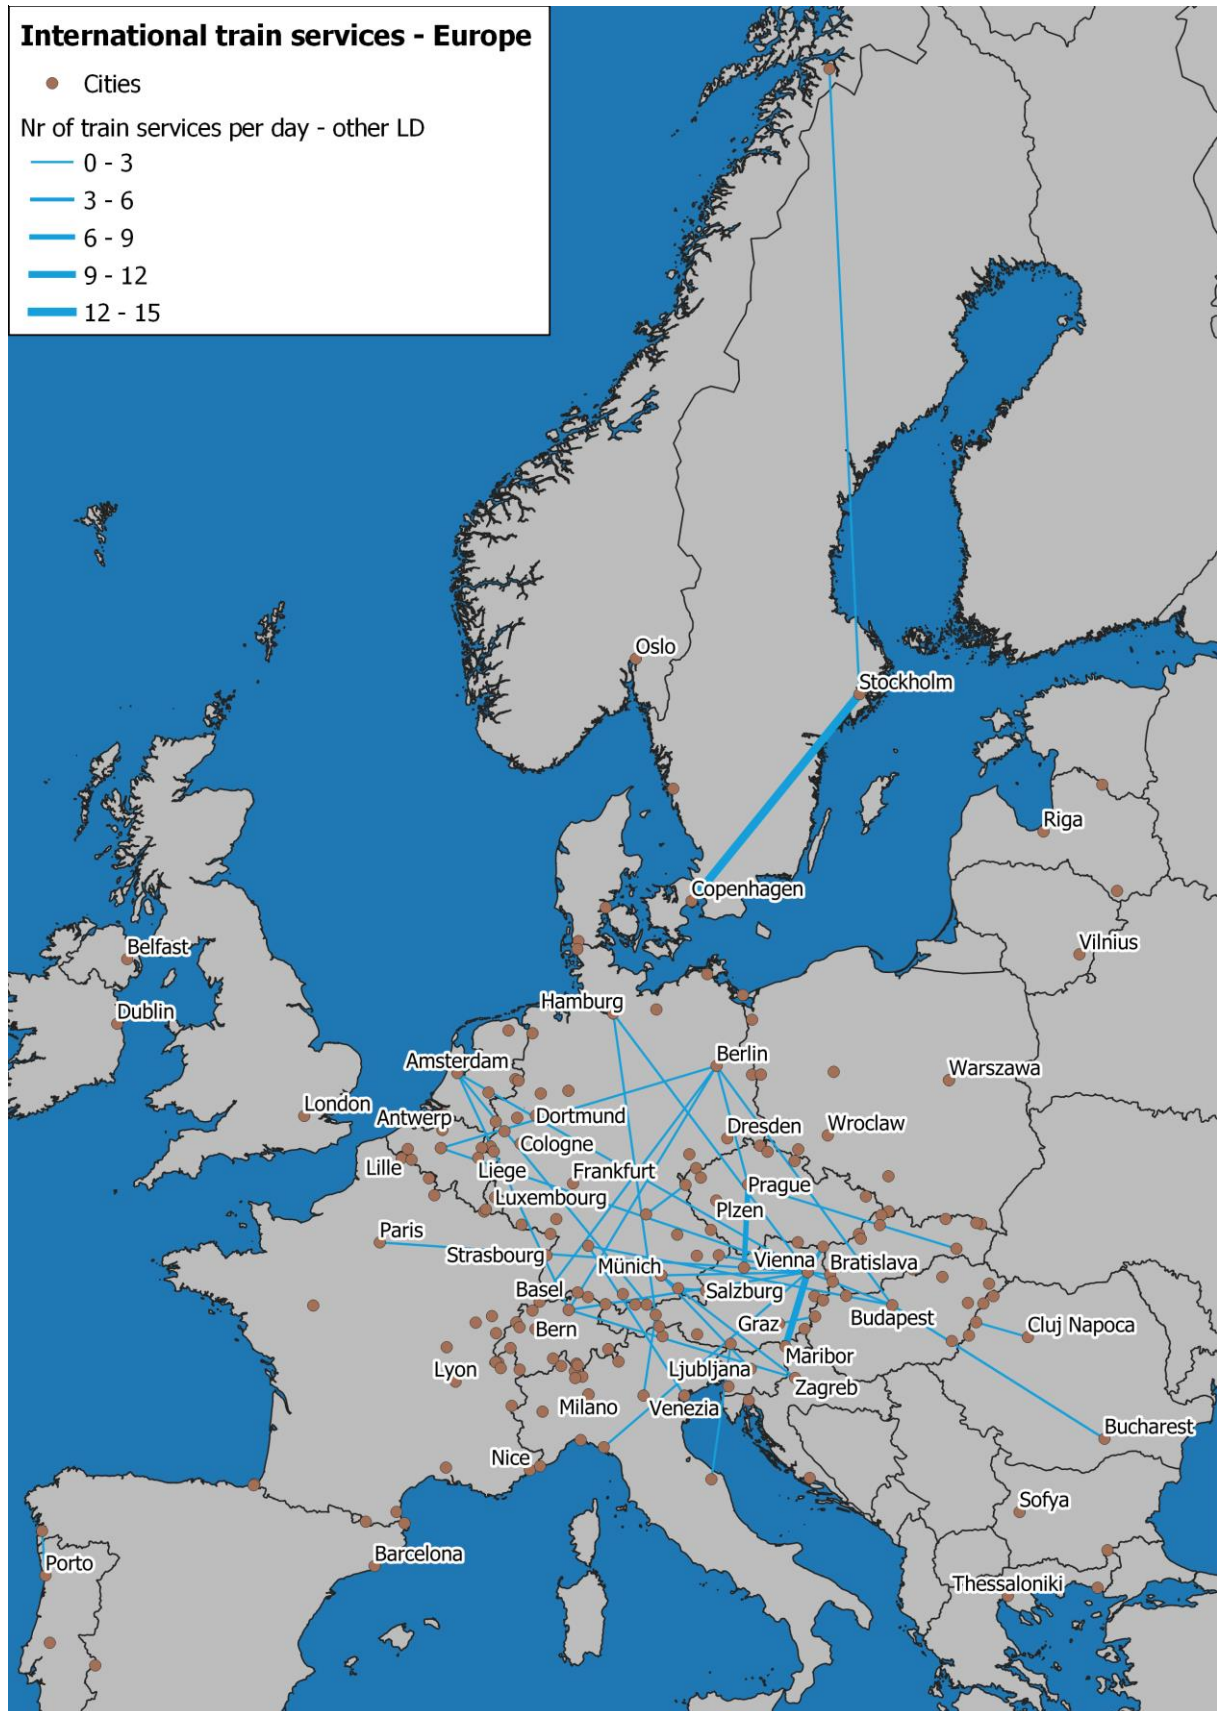 International train services - Europe
Cities
Nr of train services per day - other LD
0 - 3
3 - 6
6 - 9
9 - 12
12 - 15
Oslo
Stockholm
Riga
Copenhagen
Belfast
Vilnius
Dublin
Hamburg
Amsterdam
Berlin
Warszawa
London
Antwerp
Dortmund
Dresden
Wroclaw
Cologne
Lille
Liege
Frankfurt
Luxembourg
Prague
Plzen
Paris
Strasbourg
Münich
Vienna
Bratislava
Basel
Salzburg
Budapest
Bern
Graz
Cluj Napoca
Maribor
Lyon
Ljubljana
Zagreb
Milano
Venezia
Bucharest
Nice
Sofya
Porto
Barcelona
Thessaloniki